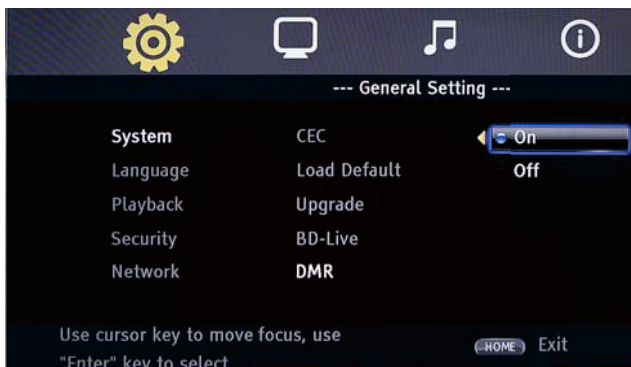 --- General Setting ---
System CEC On
Language Load Default Off
Playback Upgrade
Security BD-Live
Network DMR
Use cursor key to move focus, use
HOME Exit
"Enter" key to select